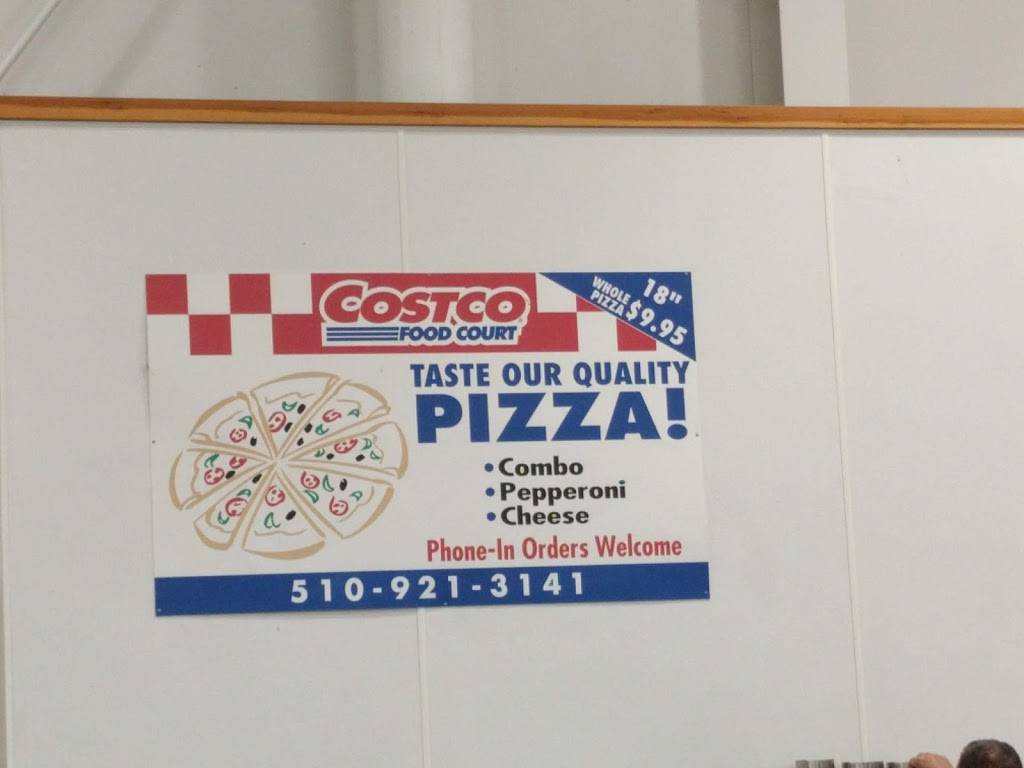 COSTCO
FOOD COURT
18"
WHOLE PIZZA $9.95
TASTE OUR QUALITY
PIZZA!
• Combo
• Pepperoni
• Cheese
Phone-In Orders Welcome
510-921-3141